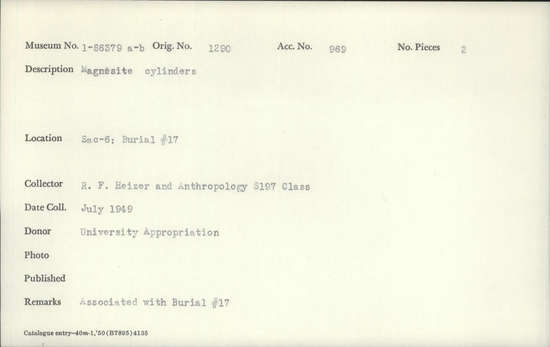 Museum No. 1-86379 a-b Orig. No. 1290 Acc. No. 969 No. Pieces 2
Description Magnesite cylinders
Location Sac-6: Burial #17
Collector R. F. Heizer and Anthropology S197 Class
Date Coll. July 1949
Donor University Appropriation
Photo
Published
Remarks Associated with Burial #17
Catalogue entry—40m-1,'50 (B7895) 4135